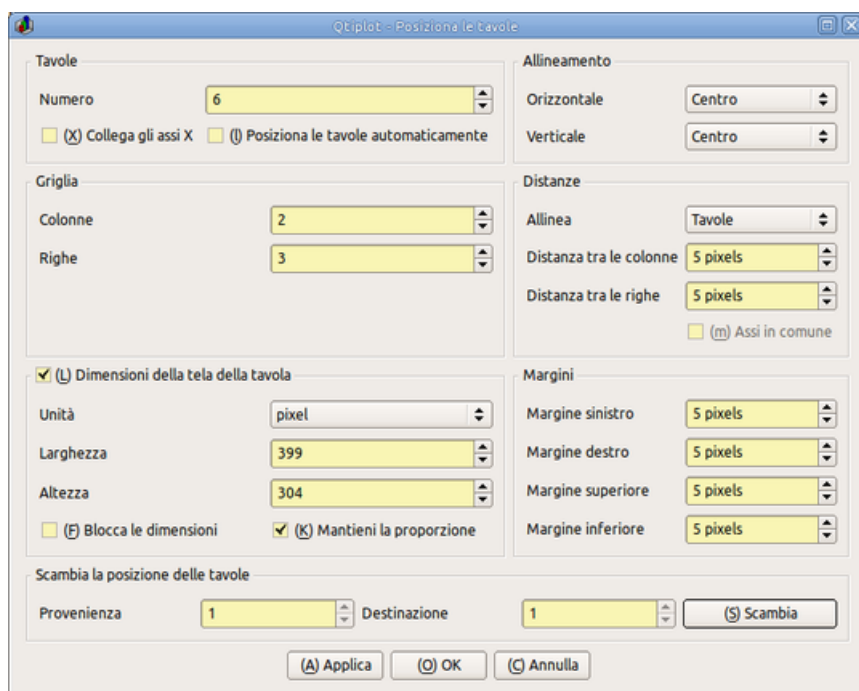 Qtiplot - Posiziona le tavole
Tavole
Numero 6
(X) Collega gli assi X (I) Posiziona le tavole automaticamente
Allineamento
Orizzontale Centro
Verticale Centro
Griglia
Colonne 2
Righe 3
Distanze
Allinea Tavole
Distanza tra le colonne 5 pixels
Distanza tra le righe 5 pixels
(m) Assi in comune
(L) Dimensioni della tela della tavola
Unità pixel
Larghezza 399
Altezza 304
(F) Blocca le dimensioni (K) Mantieni la proporzione
Margini
Margine sinistro 5 pixels
Margine destro 5 pixels
Margine superiore 5 pixels
Margine inferiore 5 pixels
Scambia la posizione delle tavole
Provenienza 1 Destinazione 1 (S) Scambia
(A) Applica (O) OK (C) Annulla